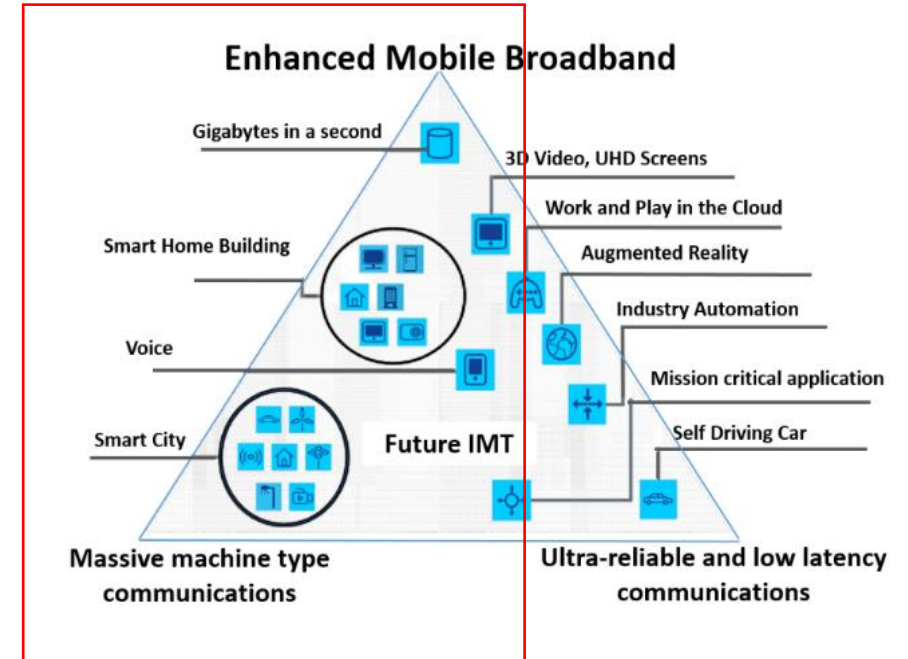 Enhanced Mobile Broadband
Gigabytes in a second
3D Video, UHD Screens
Work and Play in the Cloud
Smart Home Building
Augmented Reality
Industry Automation
Voice
Mission critical application
Smart City
Future IMT
Self Driving Car
Massive machine type
communications
Ultra-reliable and low latency
communications